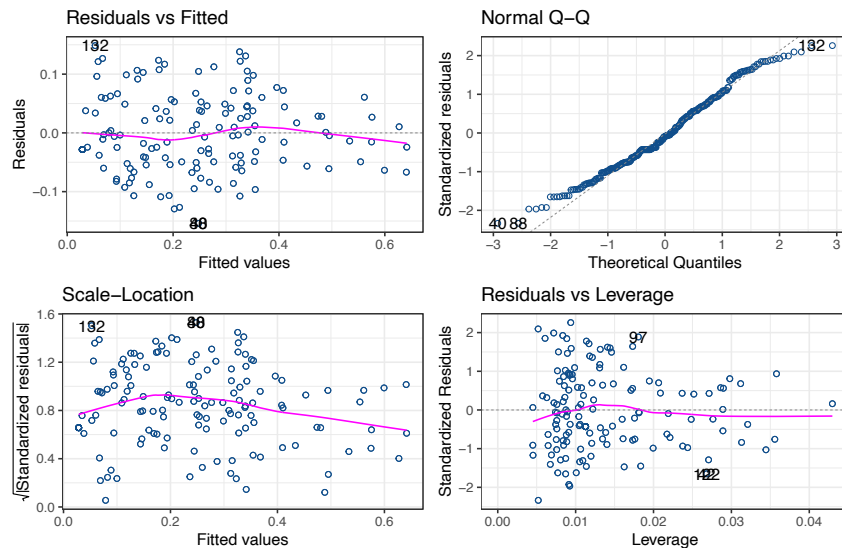 Residuals vs Fitted
Residuals
0.1
0.0
−0.1
132
0.0 0.2 0.4 0.6
Fitted values
Normal Q−Q
Standardized residuals
2
1
0
−1
−2
132
40 88
−3 −2 −1 0 1 2 3
Theoretical Quantiles
Scale−Location
√|Standardized residuals|
1.6
1.2
0.8
0.4
0.0
132
0.0 0.2 0.4 0.6
Fitted values
Residuals vs Leverage
Standardized Residuals
2
1
0
−1
−2
97
0.00 0.01 0.02 0.03 0.04
Leverage